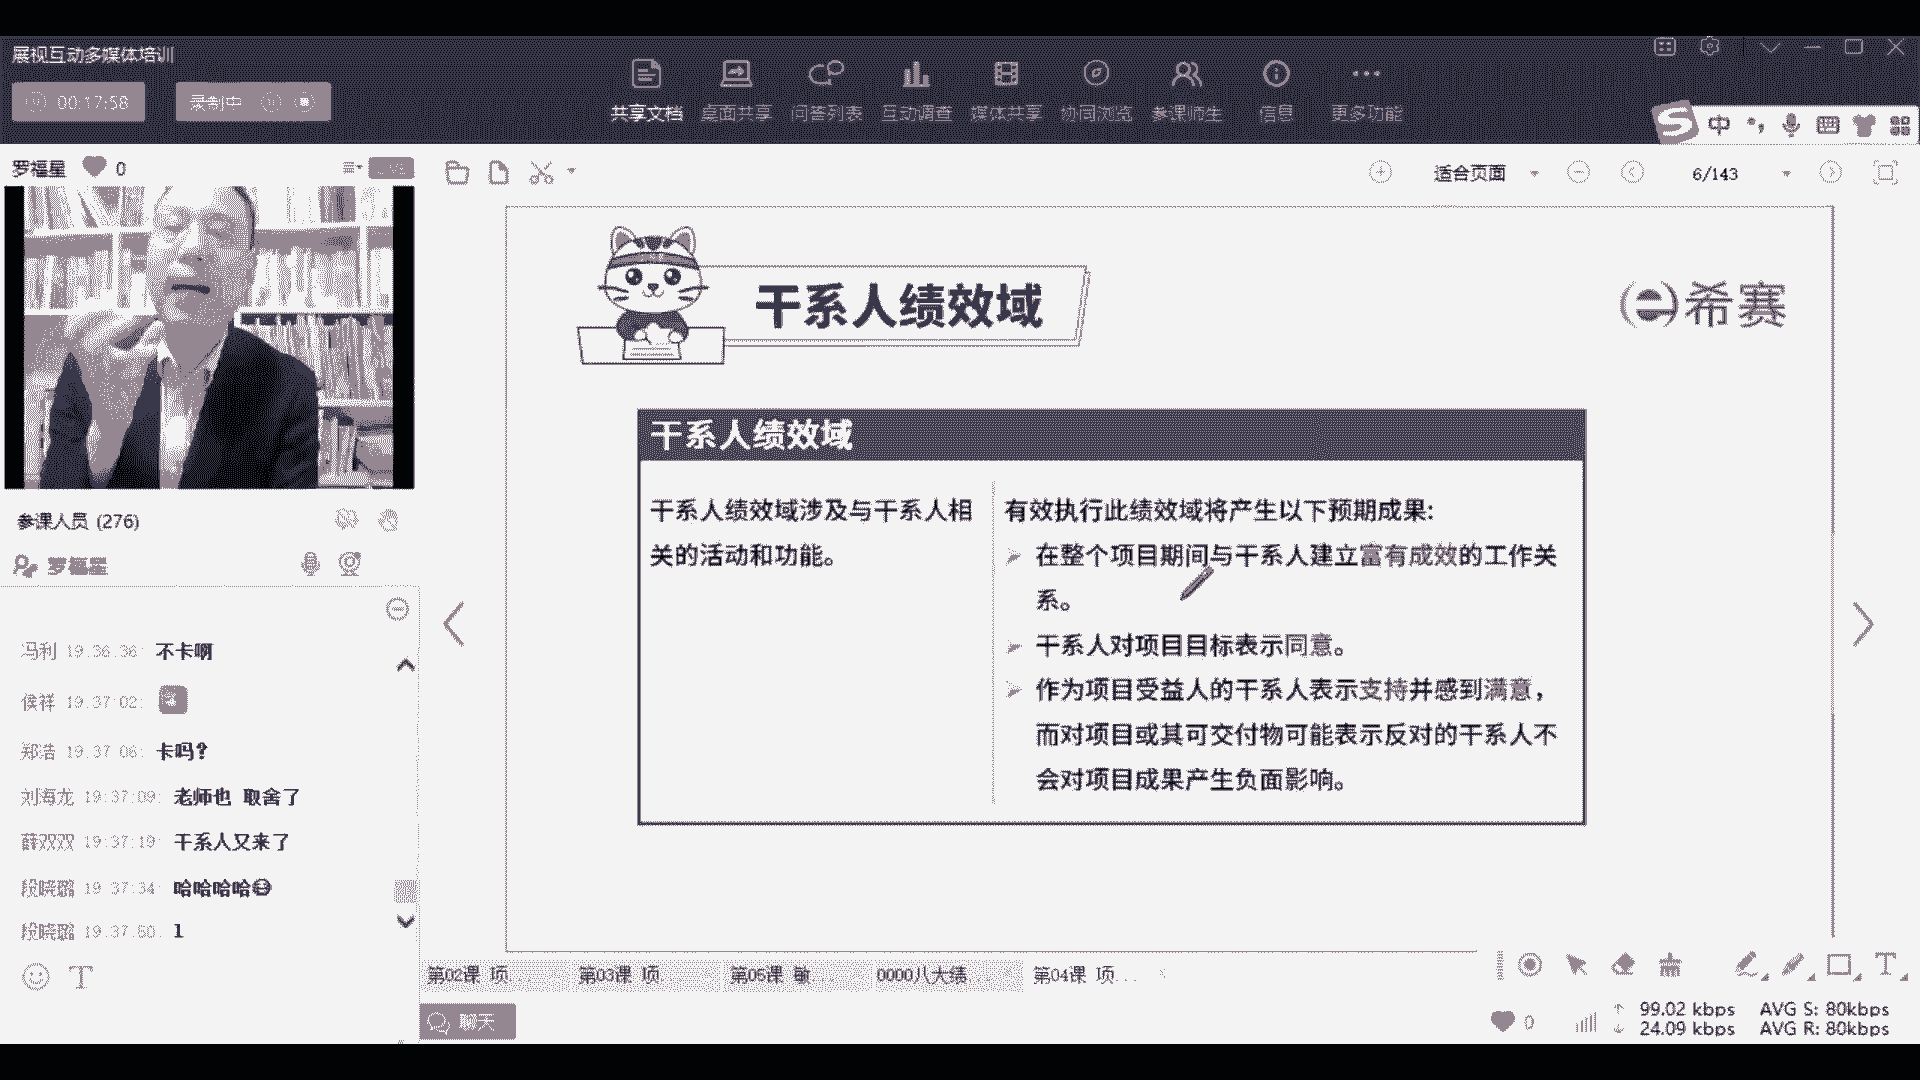 展视互动多媒体培训
00:17:58
录制中
共享文档
桌面共享
问答列表
互动调查
媒体共享
协同浏览
参课师生
信息
更多功能
中
罗福星 0
适合页面
6/143
干系人绩效域
希赛
干系人绩效域
干系人绩效域涉及与干系人相
关的活动和功能。
有效执行此绩效域将产生以下预期成果:
在整个项目期间与干系人建立富有成效的工作关
系。
干系人对项目目标表示同意。
作为项目受益人的干系人表示支持并感到满意，
而对项目或其可交付物可能表示反对的干系人不
会对项目成果产生负面影响。
参课人员 (276)
罗福星
冯利 19:36:36: 不卡啊
侯祥 19:37:02:
郑浩 19:37:06: 卡吗？
刘海龙 19:37:09: 老师也 取舍了
薛双双 19:37:19: 干系人又来了
段晓璐 19:37:34: 哈哈哈哈😂
段晓璐 19:37:50: 1
第02课 项
第03课 项
第05课 敏...
0000八大绩...
第04课 项...
聊天
0
99.02 kbps AVG S: 80kbps
24.09 kbps AVG R: 80kbps